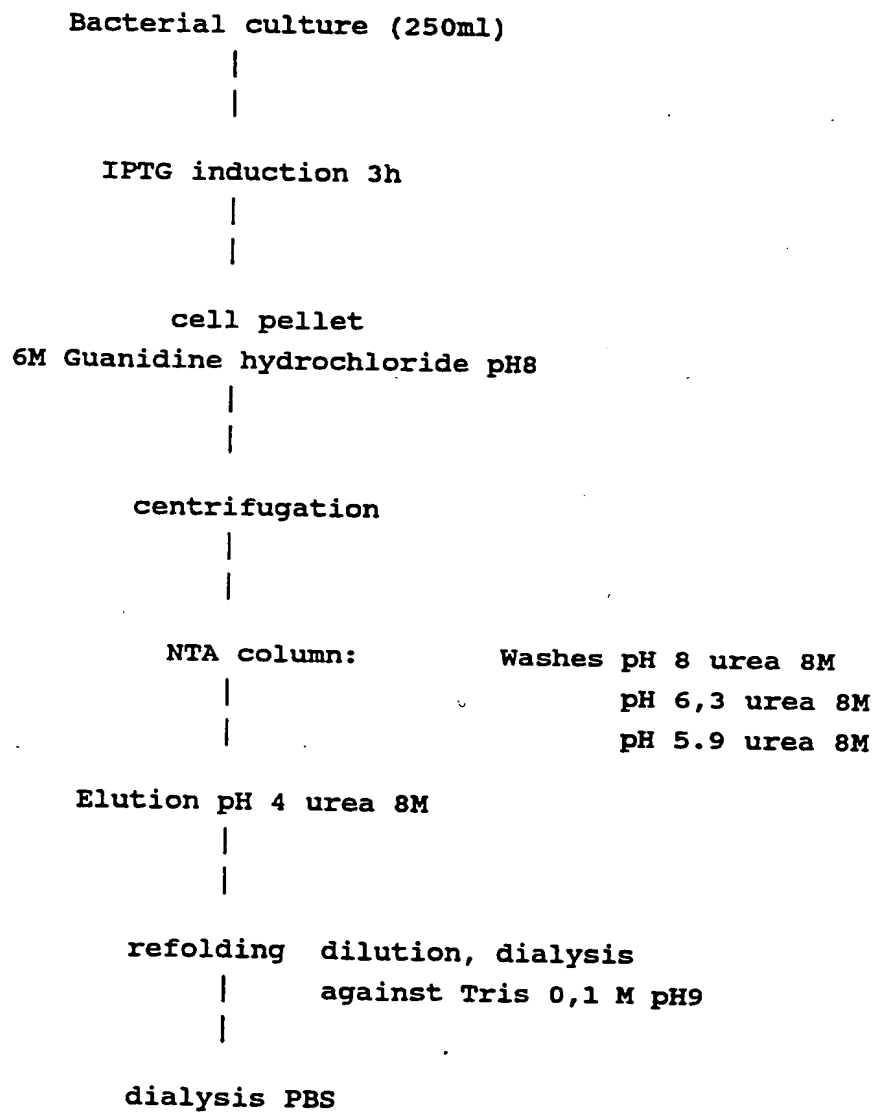 Bacterial culture (250ml)
IPTG induction 3h
cell pellet
6M Guanidine hydrochloride pH8
centrifugation
NTA column: Washes pH 8 urea 8M
pH 6,3 urea 8M
pH 5.9 urea 8M
Elution pH 4 urea 8M
refolding dilution, dialysis
against Tris 0,1 M pH9
dialysis PBS